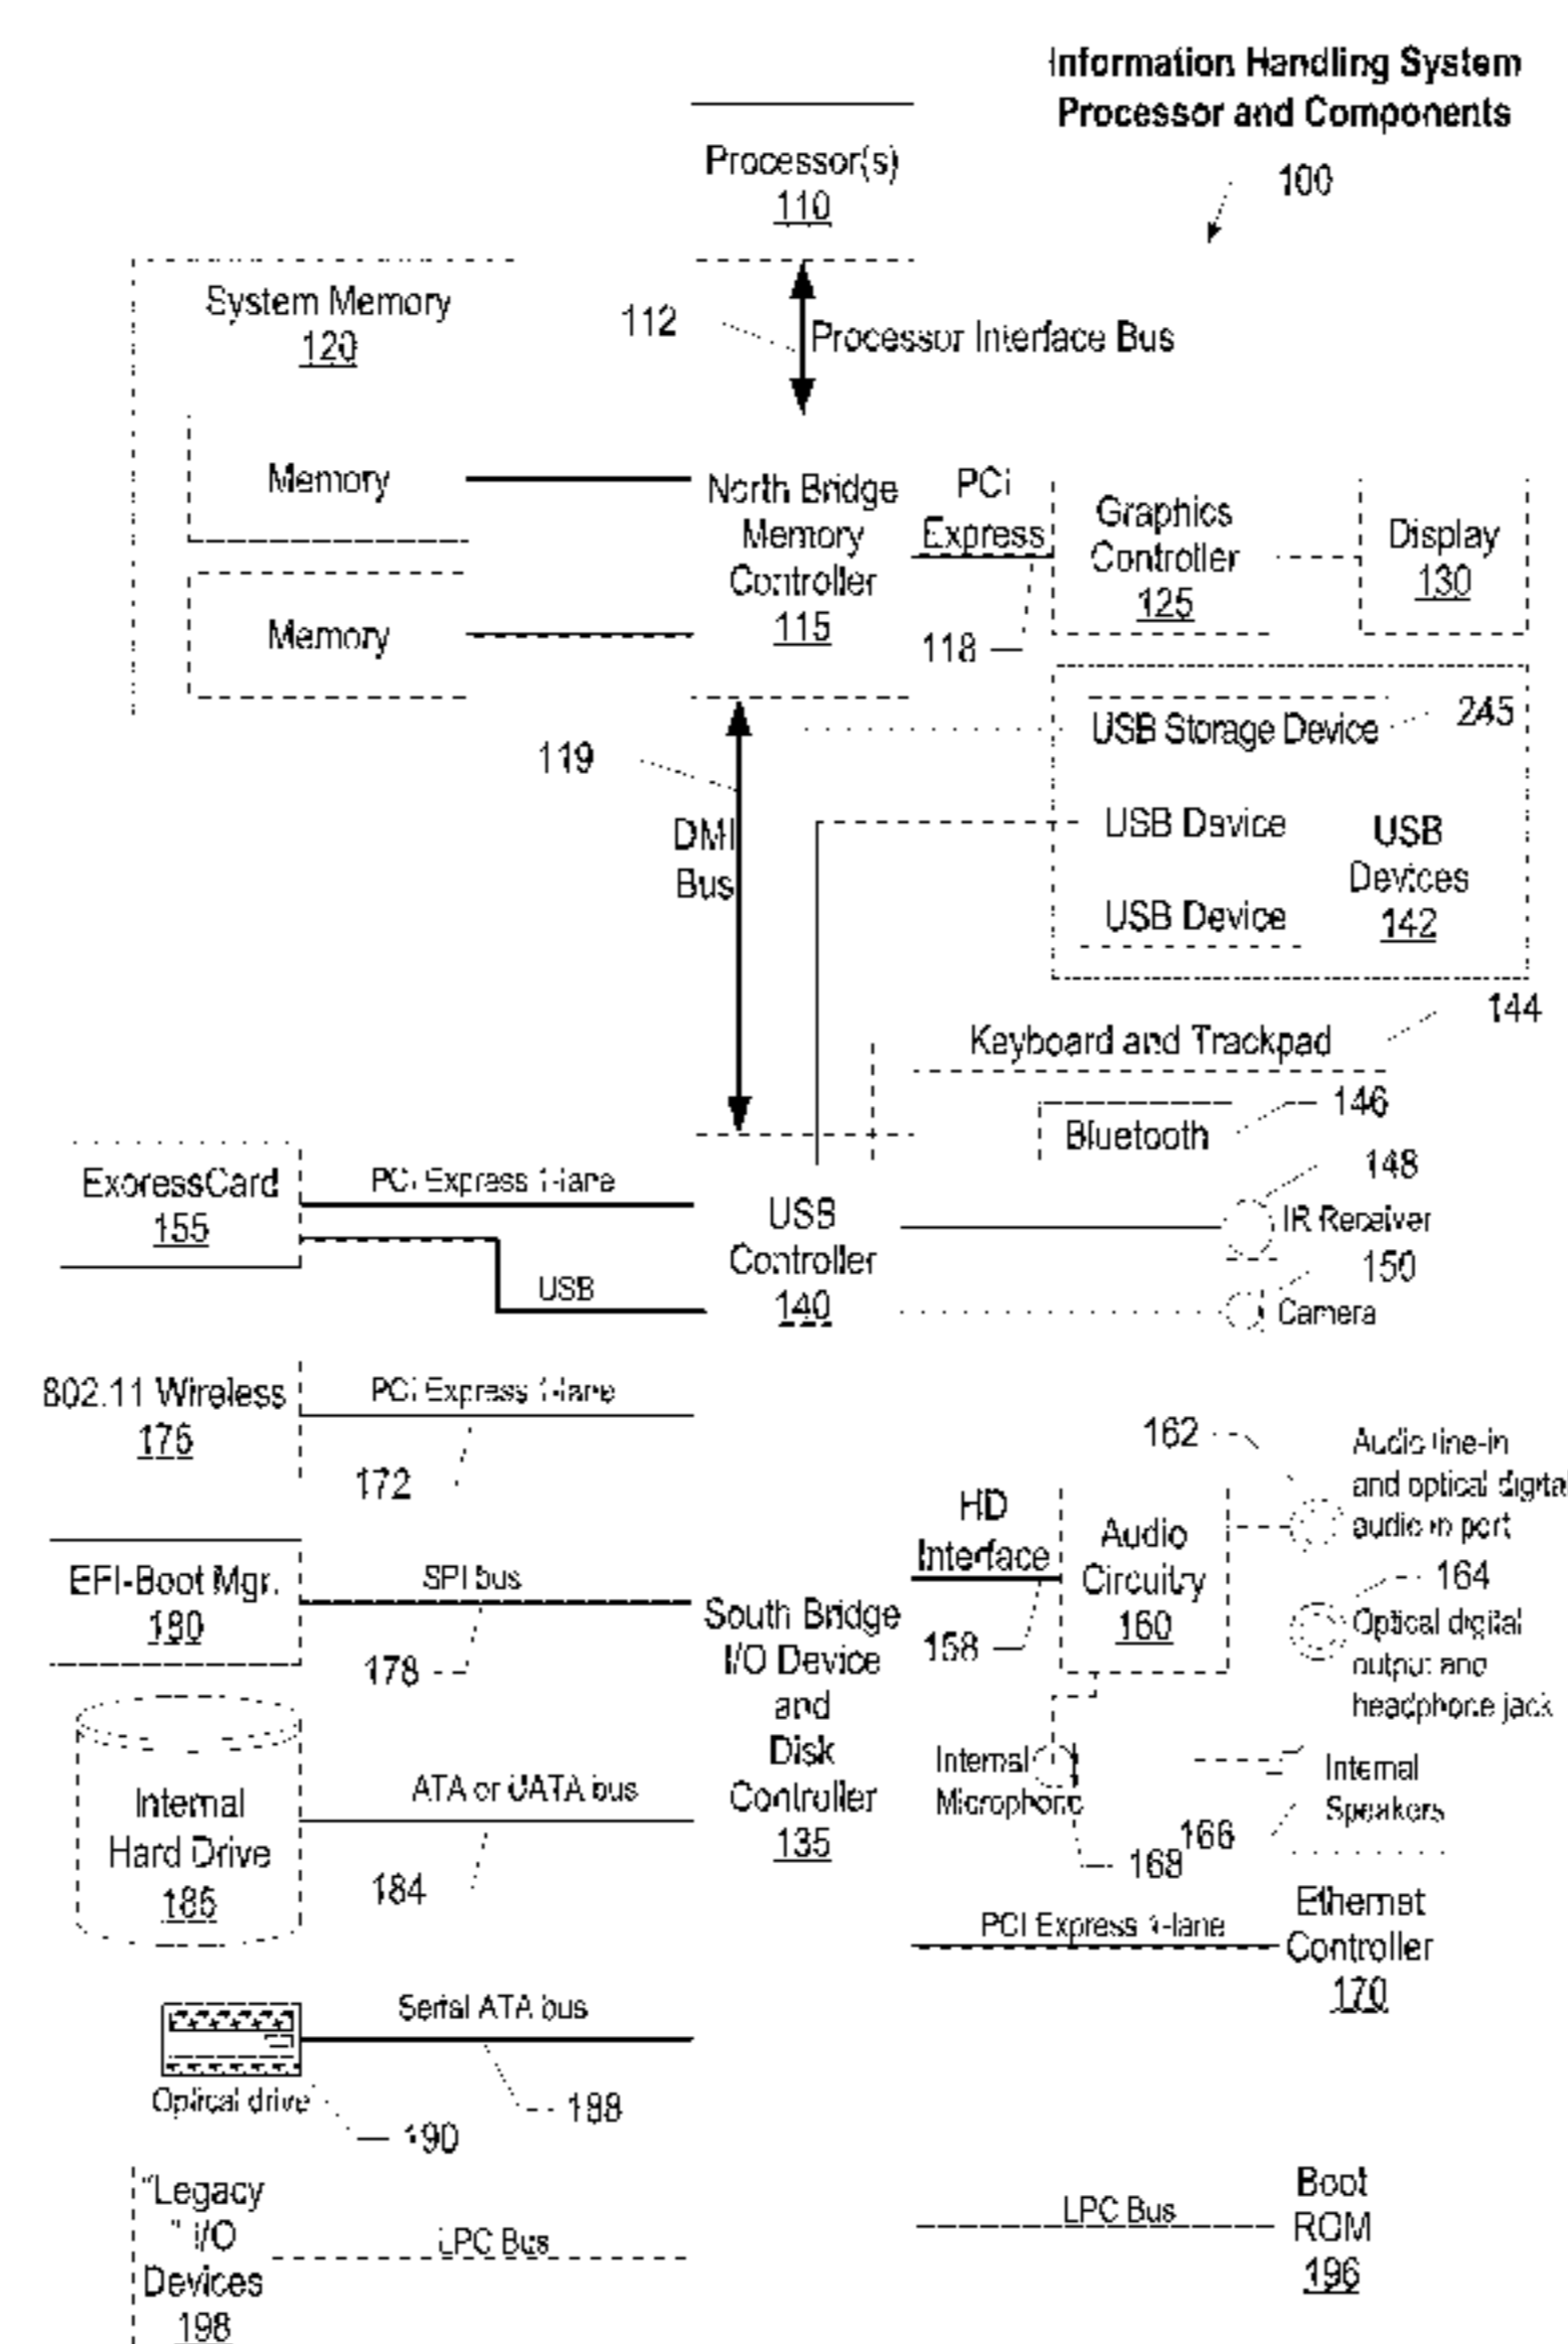 Information Handling System
Processor and Components
100
Processor(s)
110
System Memory
120
112
Processor Interface Bus
Memory
Memory
North Bridge
Memory
Controller
115
PCI
Express
118
Graphics
Controller
125
Display
130
119
DMI
Bus
USB Storage Device
245
USB Device
USB Device
USB
Devices
142
144
Keyboard and Trackpad
146
Bluetooth
148
IR Receiver
150
Camera
ExpressCard
155
PCI Express 1-lane
USB
USB
Controller
140
802.11 Wireless
175
PCI Express 1-lane
172
162
Audio line-in
and optical digital
audio in port
HD
Interface
158
Audio
Circuitry
160
164
Optical digital
output and
headphone jack
EFI-Boot Mgr.
180
SPI bus
178
South Bridge
I/O Device
and
Disk
Controller
135
Internal
Microphone
168
166
Internal
Speakers
Internal
Hard Drive
185
ATA or UATA bus
184
PCI Express 1-lane
Ethernet
Controller
170
Serial ATA bus
188
Optical drive
190
"Legacy
" I/O
Devices
198
LPC Bus
LPC Bus
Boot
ROM
196